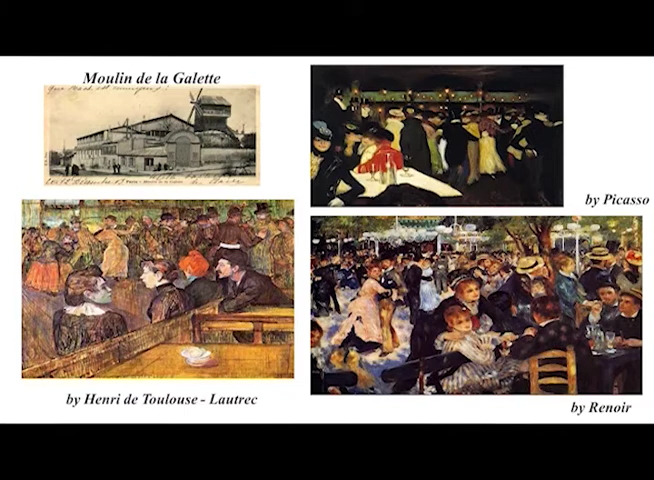 Moulin de la Galette
by Picasso
by Henri de Toulouse - Lautrec
by Renoir